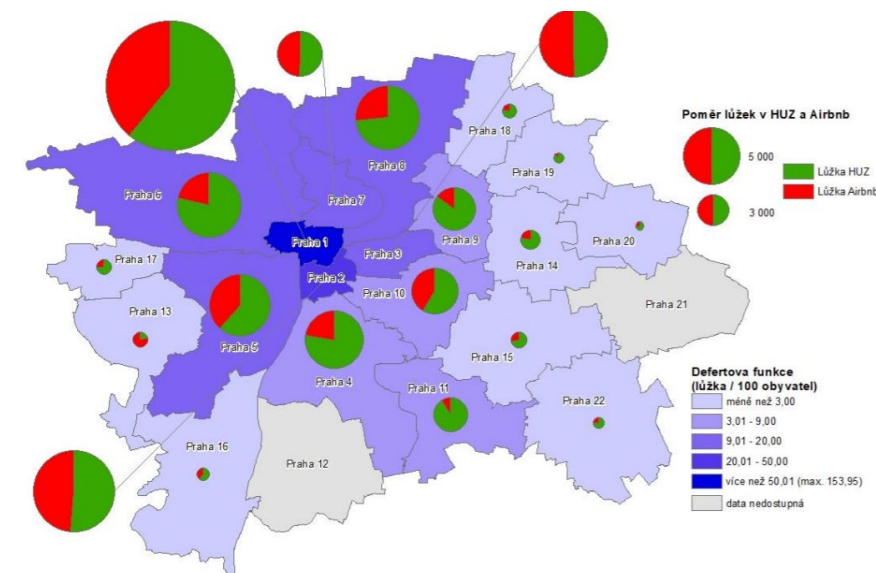 Praha 18
Praha 8
Praha 19
Praha 6
Praha 7
Praha 9
Praha 20
Praha 1
Praha 3
Praha 14
Praha 17
Praha 2
Praha 10
Praha 21
Praha 13
Praha 5
Praha 15
Praha 4
Praha 11
Praha 22
Praha 16
Praha 12
Poměr lůžek v HUZ a Airbnb
5 000
3 000
Lůžka HUZ
Lůžka Airbnb
Defertova funkce
(lůžka / 100 obyvatel)
méně než 3,00
3,01 - 9,00
9,01 - 20,00
20,01 - 50,00
více než 50,01 (max. 153,95)
data nedostupná